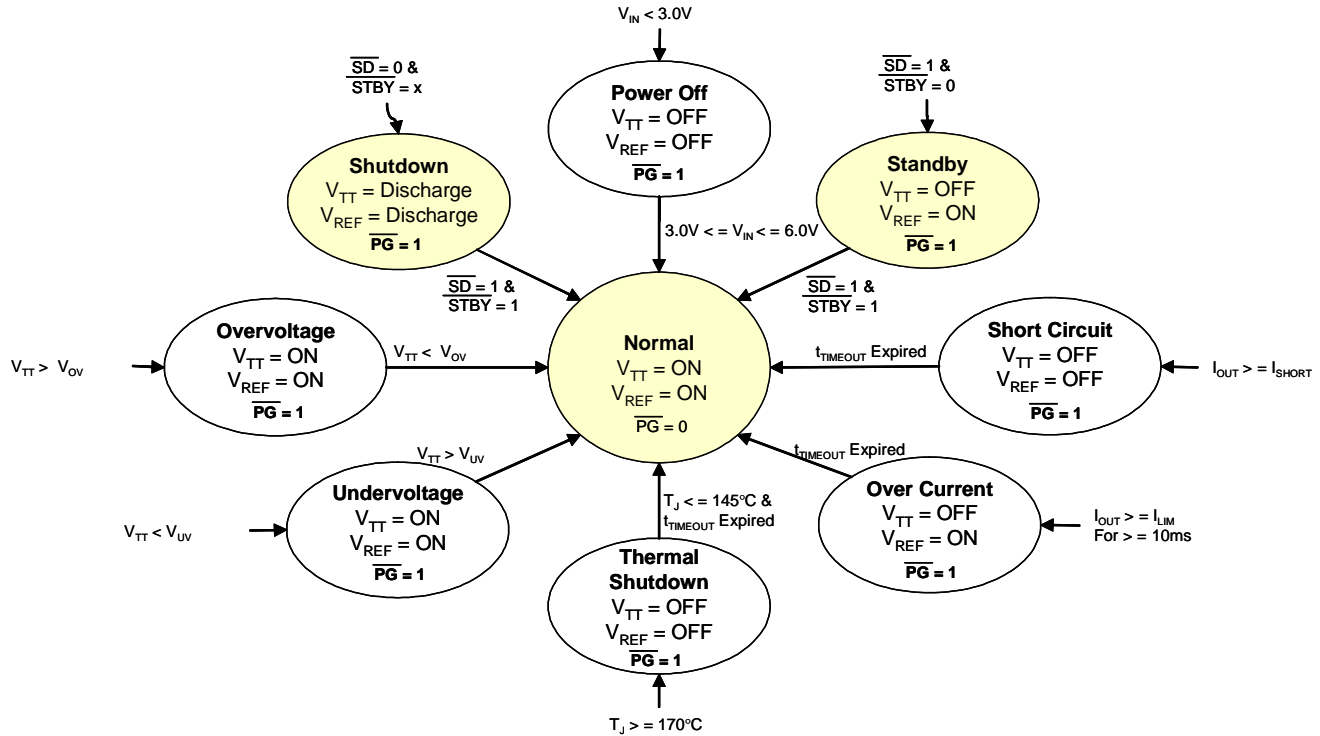 V_IN < 3.0V
SD = 0 &
STBY = x
SD = 1 &
STBY = 0
Power Off
V_TT = OFF
V_REF = OFF
PG = 1
Shutdown
V_TT = Discharge
V_REF = Discharge
PG = 1
Standby
V_TT = OFF
V_REF = ON
PG = 1
3.0V <= V_IN <= 6.0V
SD = 1 &
STBY = 1
SD = 1 &
STBY = 1
Overvoltage
V_TT = ON
V_REF = ON
PG = 1
V_TT > V_OV
V_TT < V_OV
Normal
V_TT = ON
V_REF = ON
PG = 0
t_TIMEOUT Expired
Short Circuit
V_TT = OFF
V_REF = OFF
PG = 1
I_OUT >= I_SHORT
V_TT > V_UV
t_TIMEOUT Expired
Undervoltage
V_TT = ON
V_REF = ON
PG = 1
V_TT < V_UV
T_J <= 145°C &
t_TIMEOUT Expired
Over Current
V_TT = OFF
V_REF = ON
PG = 1
I_OUT >= I_LIM
For >= 10ms
Thermal
Shutdown
V_TT = OFF
V_REF = OFF
PG = 1
T_J >= 170°C